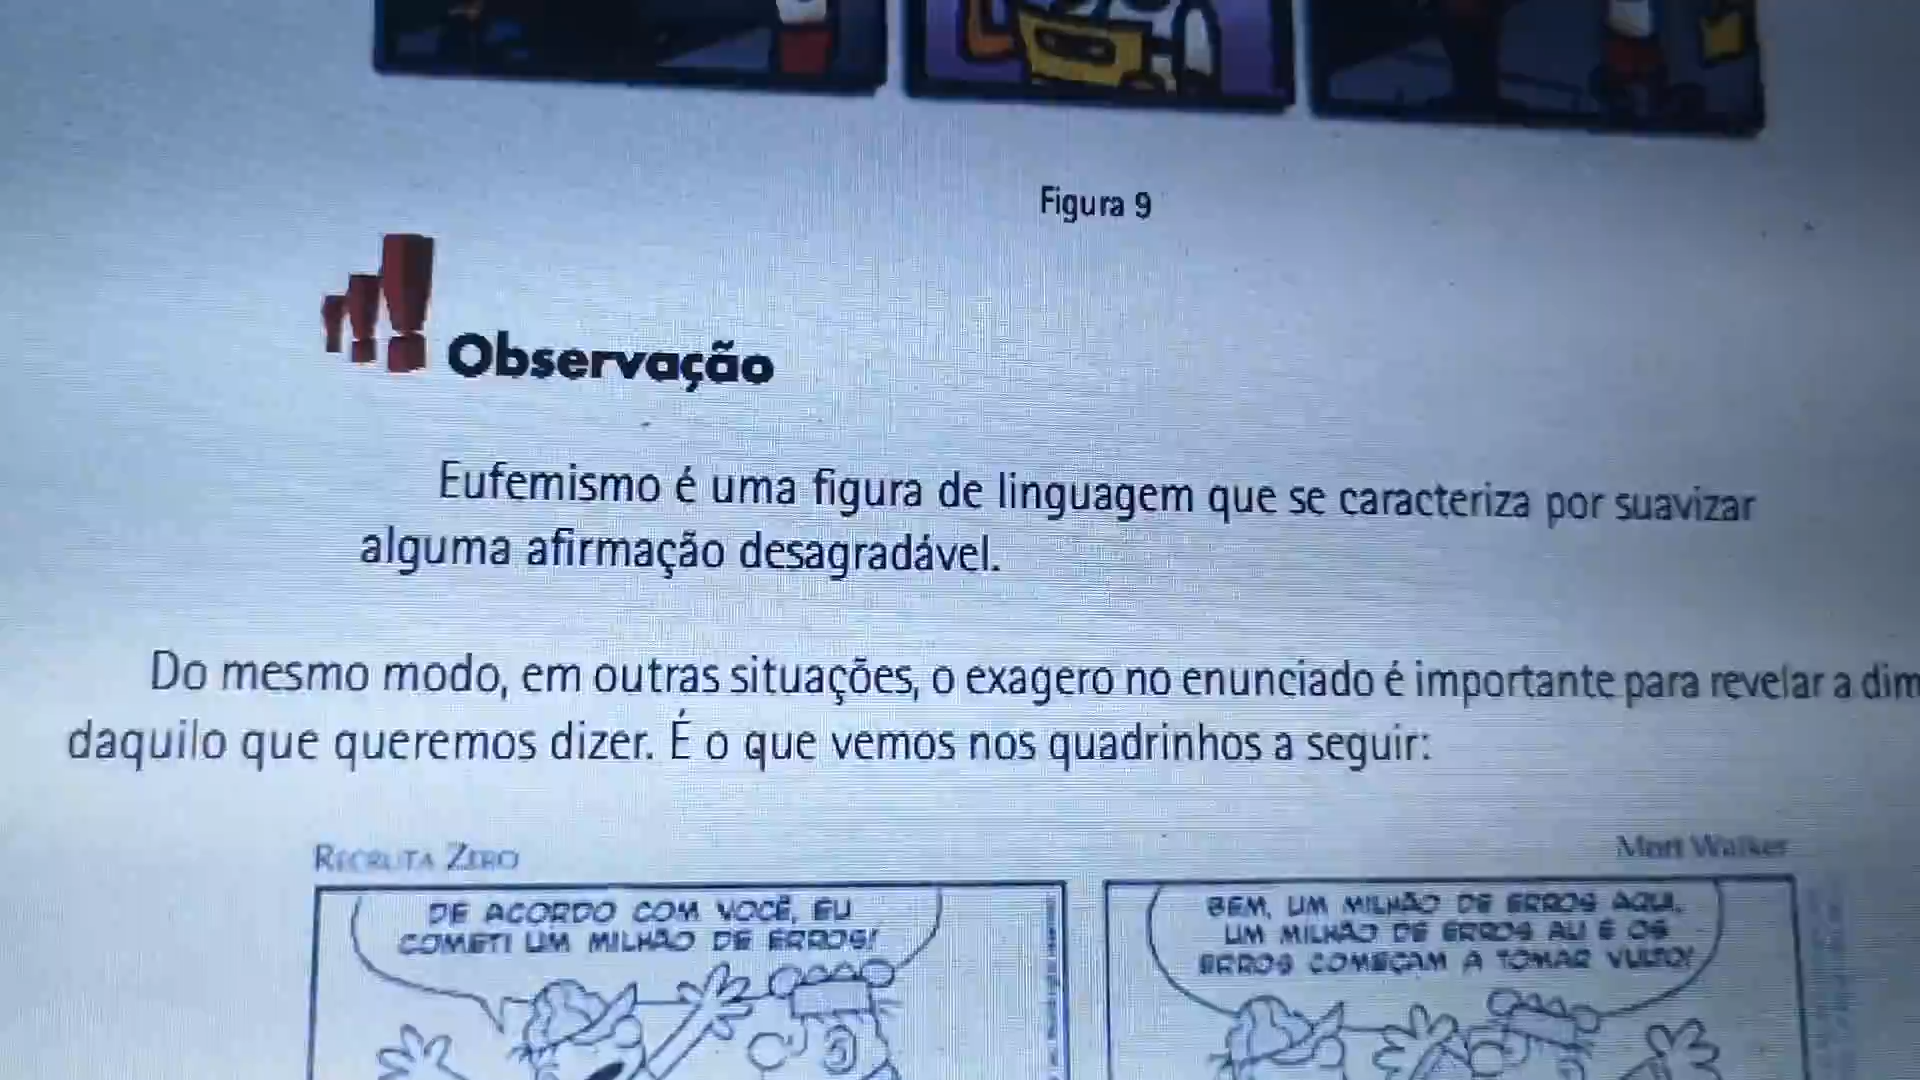 Figura 9
Observação
Eufemismo é uma figura de linguagem que se caracteriza por suavizar
alguma afirmação desagradável.
Do mesmo modo, em outras situações, o exagero no enunciado é importante para revelar a dim
daquilo que queremos dizer. É o que vemos nos quadrinhos a seguir:
RECRUTA ZERO
Mort Walker
DE ACORDO COM VOCÊ, EU
COMETI UM MILHÃO DE ERROS!
BEM, UM MILHÃO DE ERROS AQUI,
UM MILHÃO DE ERROS ALI E OS
ERROS COMEÇAM A TOMAR VULTO!